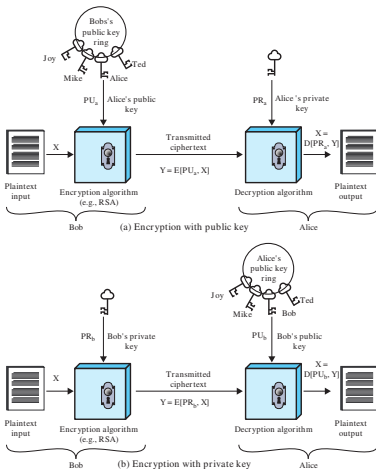 Bobs's
public key
ring
Joy
Ted
Mike
Alice
PUa
Alice's public
key
PRa
Alice's private
key
X
Transmitted
ciphertext
X =
D[PRa, Y]
Y = E[PUa, X]
Plaintext
input
Encryption algorithm
(e.g., RSA)
Decryption algorithm
Plaintext
output
Bob
(a) Encryption with public key
Alice
Alice's
public key
ring
Joy
Ted
Mike
Bob
PRb
Bob's private
key
PUb
Bob's public
key
X
Transmitted
ciphertext
X =
D[PUb, Y]
Y = E[PRb, X]
Plaintext
input
Encryption algorithm
(e.g., RSA)
Decryption algorithm
Plaintext
output
Bob
(b) Encryption with private key
Alice